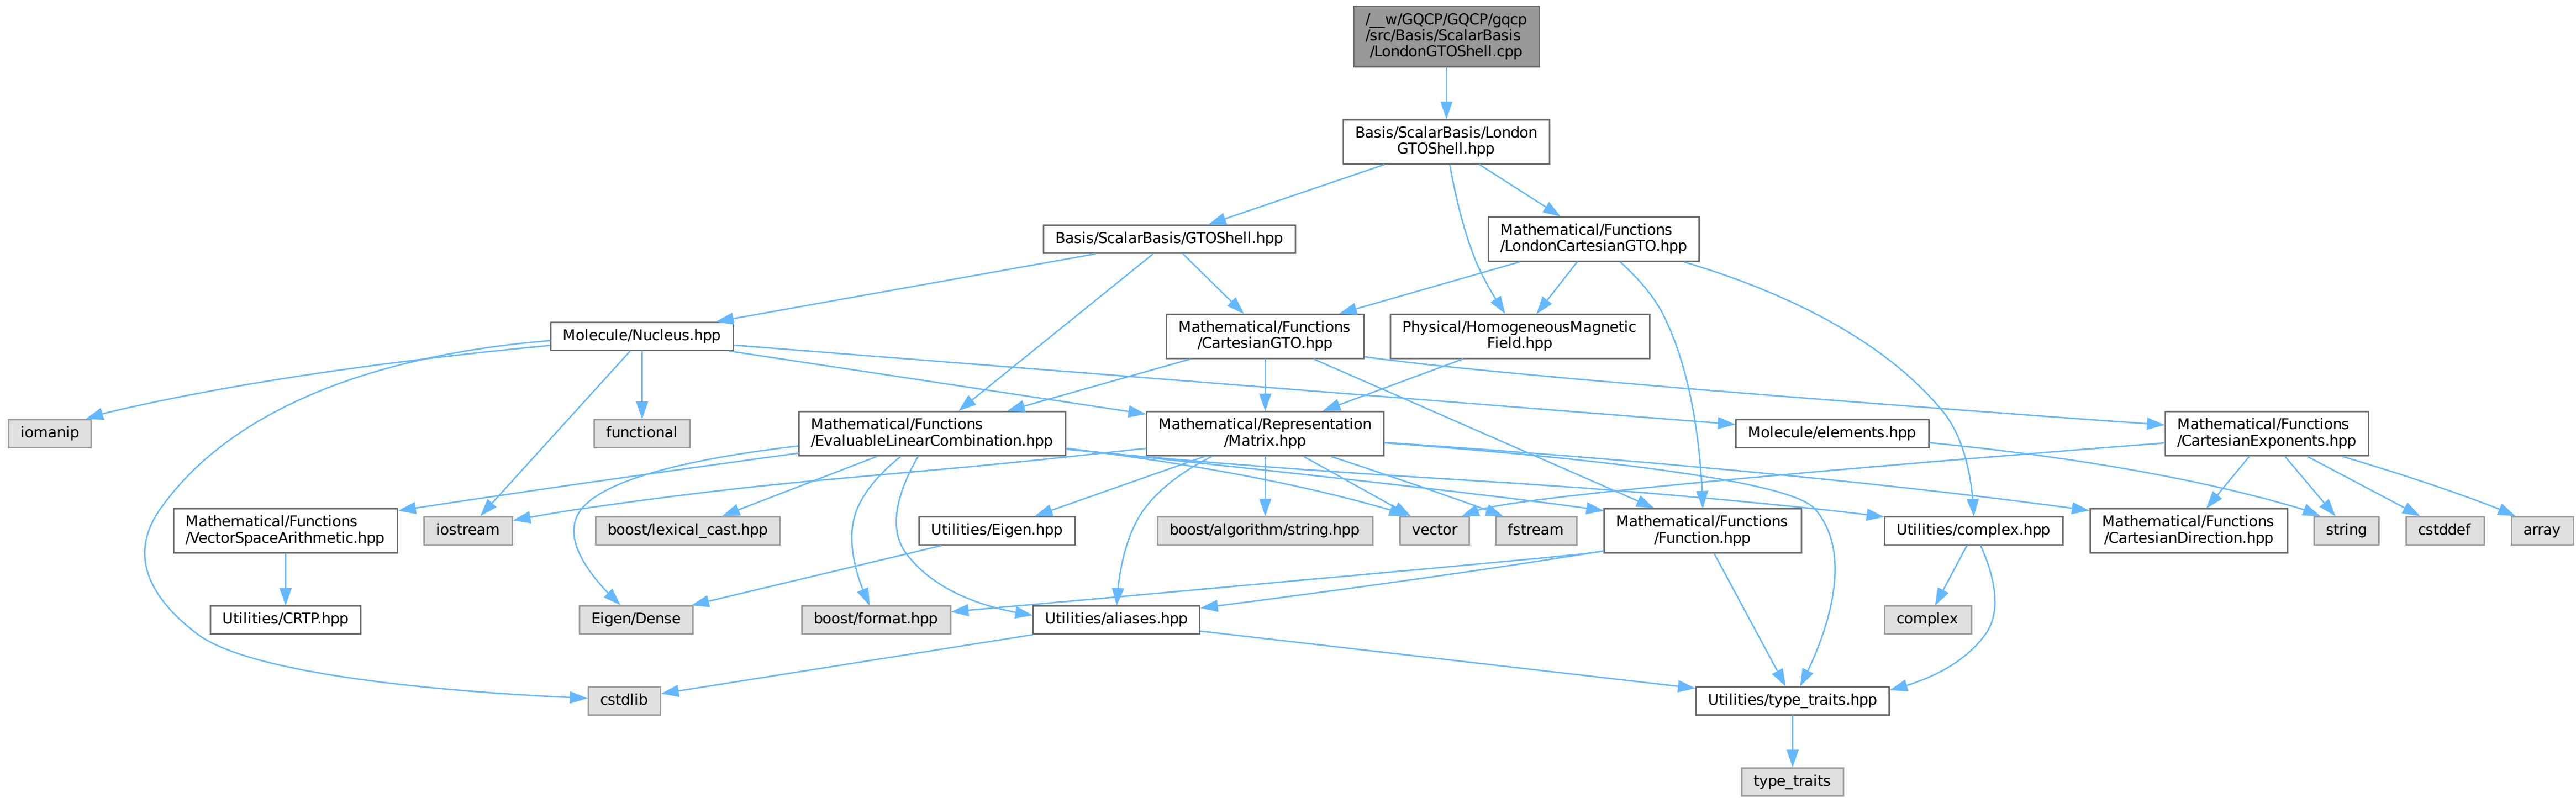 /__w/GQCP/GQCP/gqcp
/src/Basis/ScalarBasis
/LondonGTOShell.cpp
Basis/ScalarBasis/London
GTOShell.hpp
Basis/ScalarBasis/GTOShell.hpp
Mathematical/Functions
/LondonCartesianGTO.hpp
Molecule/Nucleus.hpp
Mathematical/Functions
/CartesianGTO.hpp
Physical/HomogeneousMagnetic
Field.hpp
iomanip
functional
Mathematical/Functions
/EvaluableLinearCombination.hpp
Mathematical/Representation
/Matrix.hpp
Molecule/elements.hpp
Mathematical/Functions
/CartesianExponents.hpp
Mathematical/Functions
/VectorSpaceArithmetic.hpp
iostream
boost/lexical_cast.hpp
Utilities/Eigen.hpp
boost/algorithm/string.hpp
vector
fstream
Mathematical/Functions
/Function.hpp
Utilities/complex.hpp
Mathematical/Functions
/CartesianDirection.hpp
string
cstddef
array
Utilities/CRTP.hpp
Eigen/Dense
boost/format.hpp
Utilities/aliases.hpp
complex
cstdlib
Utilities/type_traits.hpp
type_traits